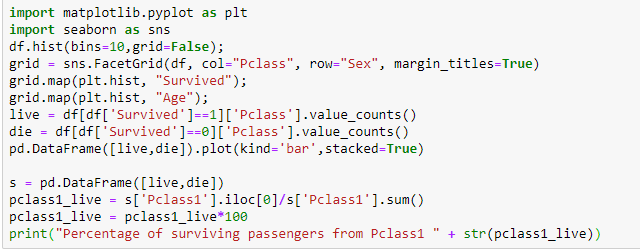 import matplotlib.pyplot as plt
import seaborn as sns
df.hist(bins=10,grid=False);
grid = sns.FacetGrid(df, col="Pclass", row="Sex", margin_titles=True)
grid.map(plt.hist, "Survived");
grid.map(plt.hist, "Age");
live = df[df['Survived']==1]['Pclass'].value_counts()
die = df[df['Survived']==0]['Pclass'].value_counts()
pd.DataFrame([live,die]).plot(kind='bar',stacked=True)
s = pd.DataFrame([live,die])
pclass1_live = s['Pclass1'].iloc[0]/s['Pclass1'].sum()
pclass1_live = pclass1_live*100
print("Percentage of surviving passengers from Pclass1 " + str(pclass1_live))